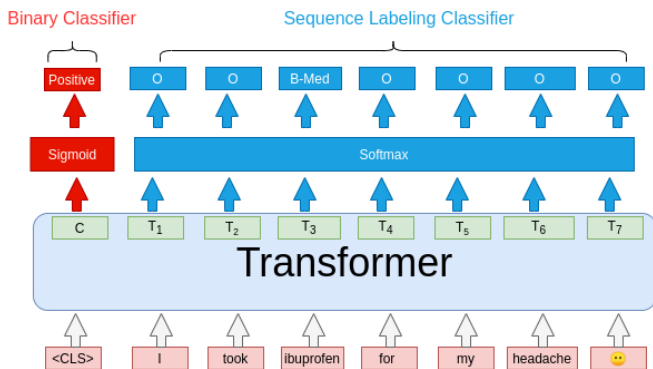 Binary Classifier Sequence Labeling Classifier
Positive O O B-Med O O O O
Sigmoid Softmax
C T₁ T₂ T₃ T₄ T₅ T₆ T₇
Transformer
<CLS> I took ibuprofen for my headache 😐